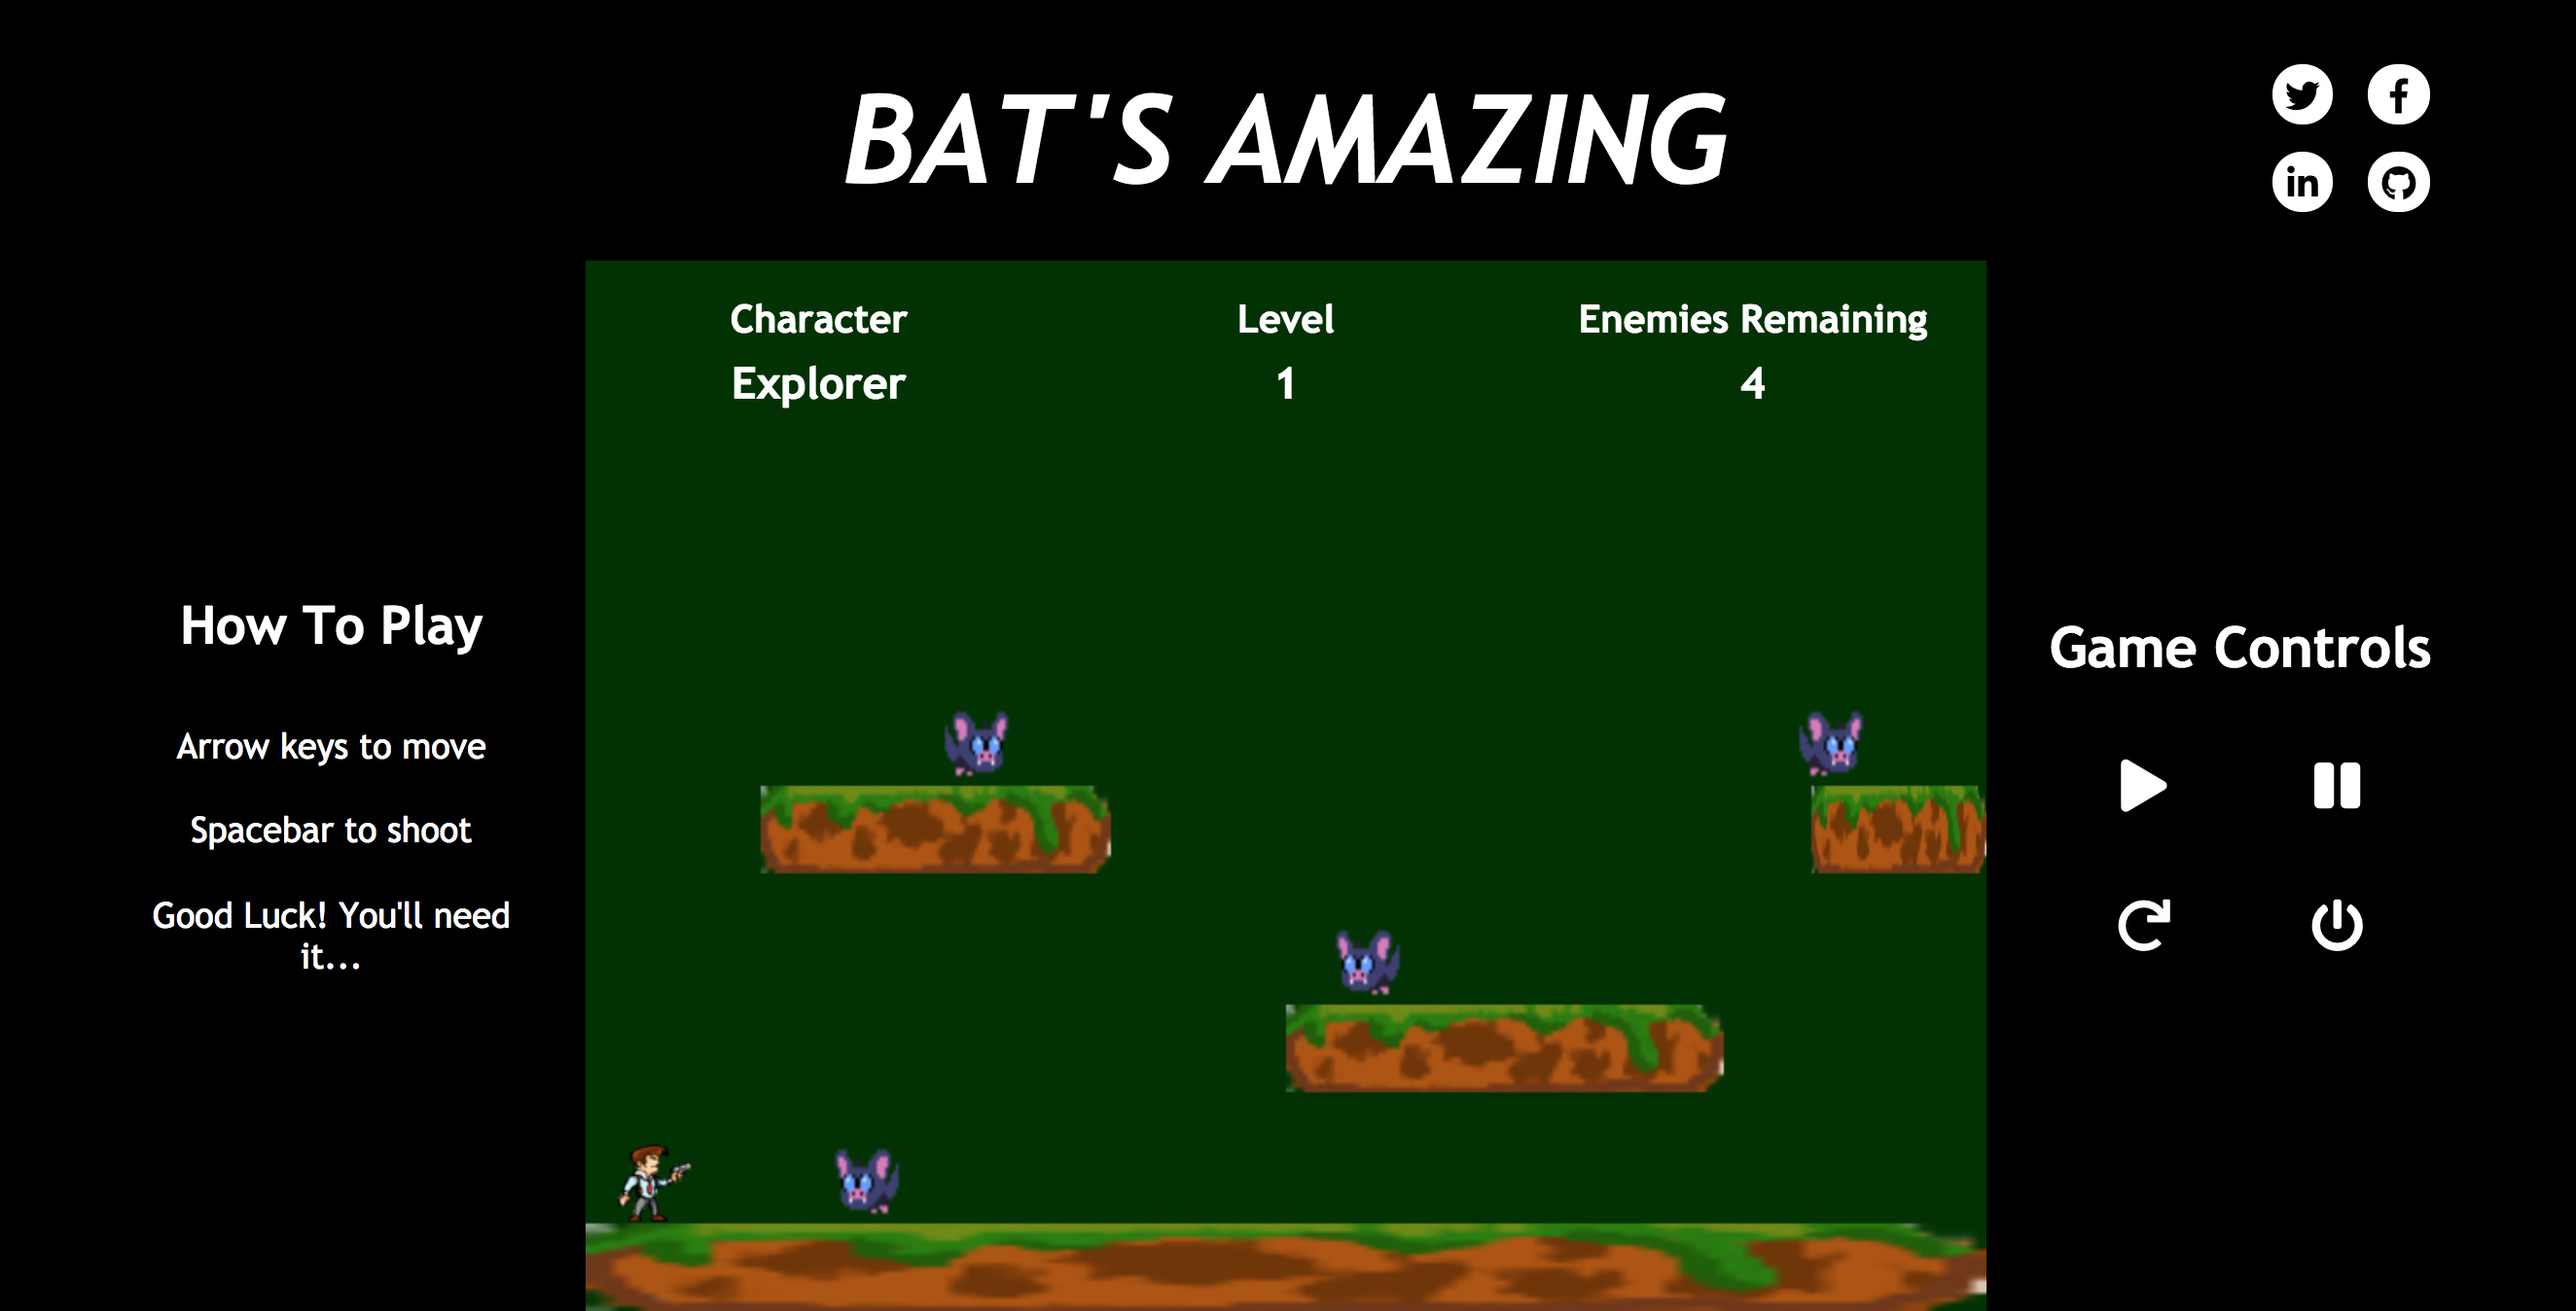 BAT'S AMAZING
Character
Level
Enemies Remaining
Explorer
1
4
How To Play
Arrow keys to move
Spacebar to shoot
Good Luck! You'll need
it...
Game Controls